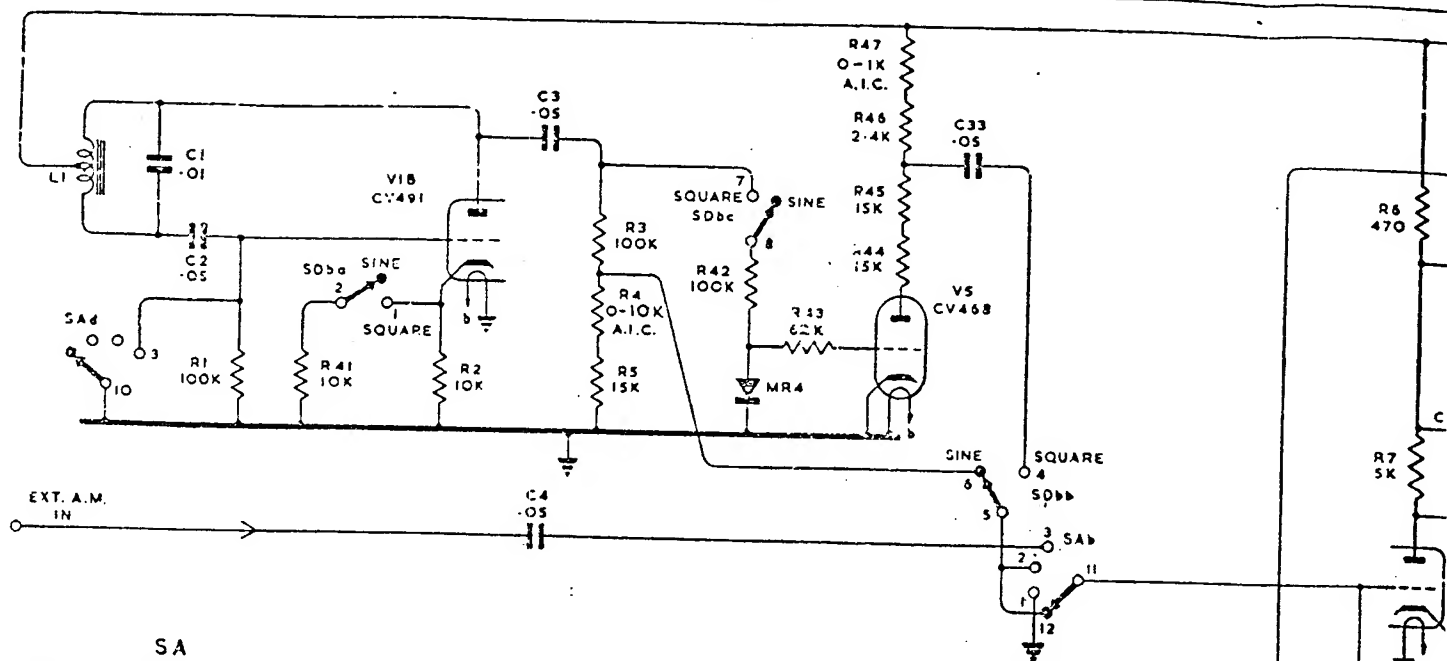 R47
0-1K
A.I.C.
R46
2·4K
C3
·05
C33
·05
C1
·01
L1
V1B
CV491
7
SQUARE
SDbc
SINE
8
R45
15K
R6
470
C2
·05
R3
100K
R44
15K
R42
100K
V5
CV468
SDba
SINE
2
1
SQUARE
b
R4
0-10K
A.I.C.
R43
62K
SAd
3
10
R1
100K
R41
10K
R2
10K
R5
15K
MR4
b
C
SINE
6
SQUARE
4
SDbb
5
R7
5K
EXT. A.M.
IN
C4
·05
3
SAb
2
11
1
12
SA